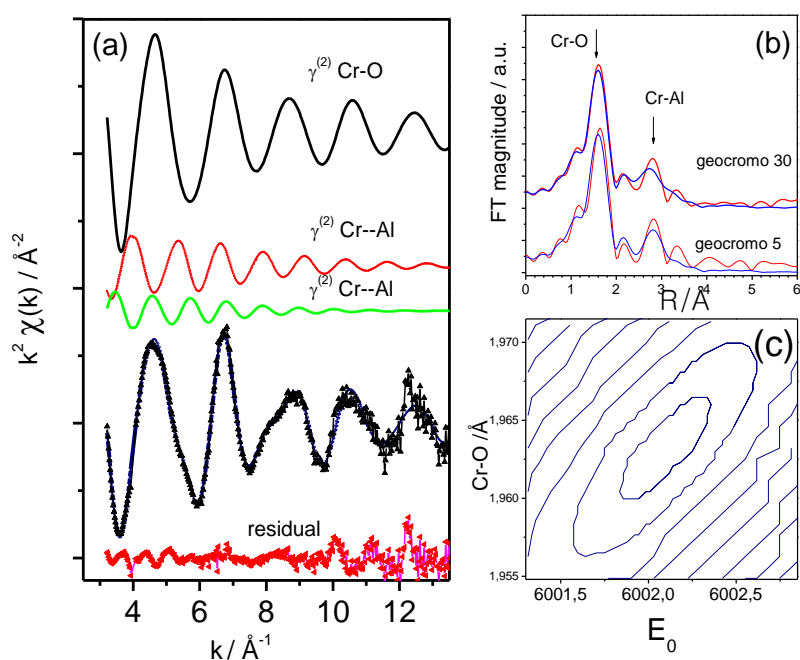 (a)
γ(2) Cr-O
γ(2) Cr--Al
γ(2) Cr--Al
residual
k² χ(k) / Å-2
4 6 8 10 12
k / Å-1
(b)
Cr-O
Cr-Al
geocromo 30
geocromo 5
FT magnitude / a.u.
0 1 2 3 4 5 6
R / Å
(c)
1,970
1,965
1,960
1,955
Cr-O /Å
6001,5 6002,0 6002,5
E0